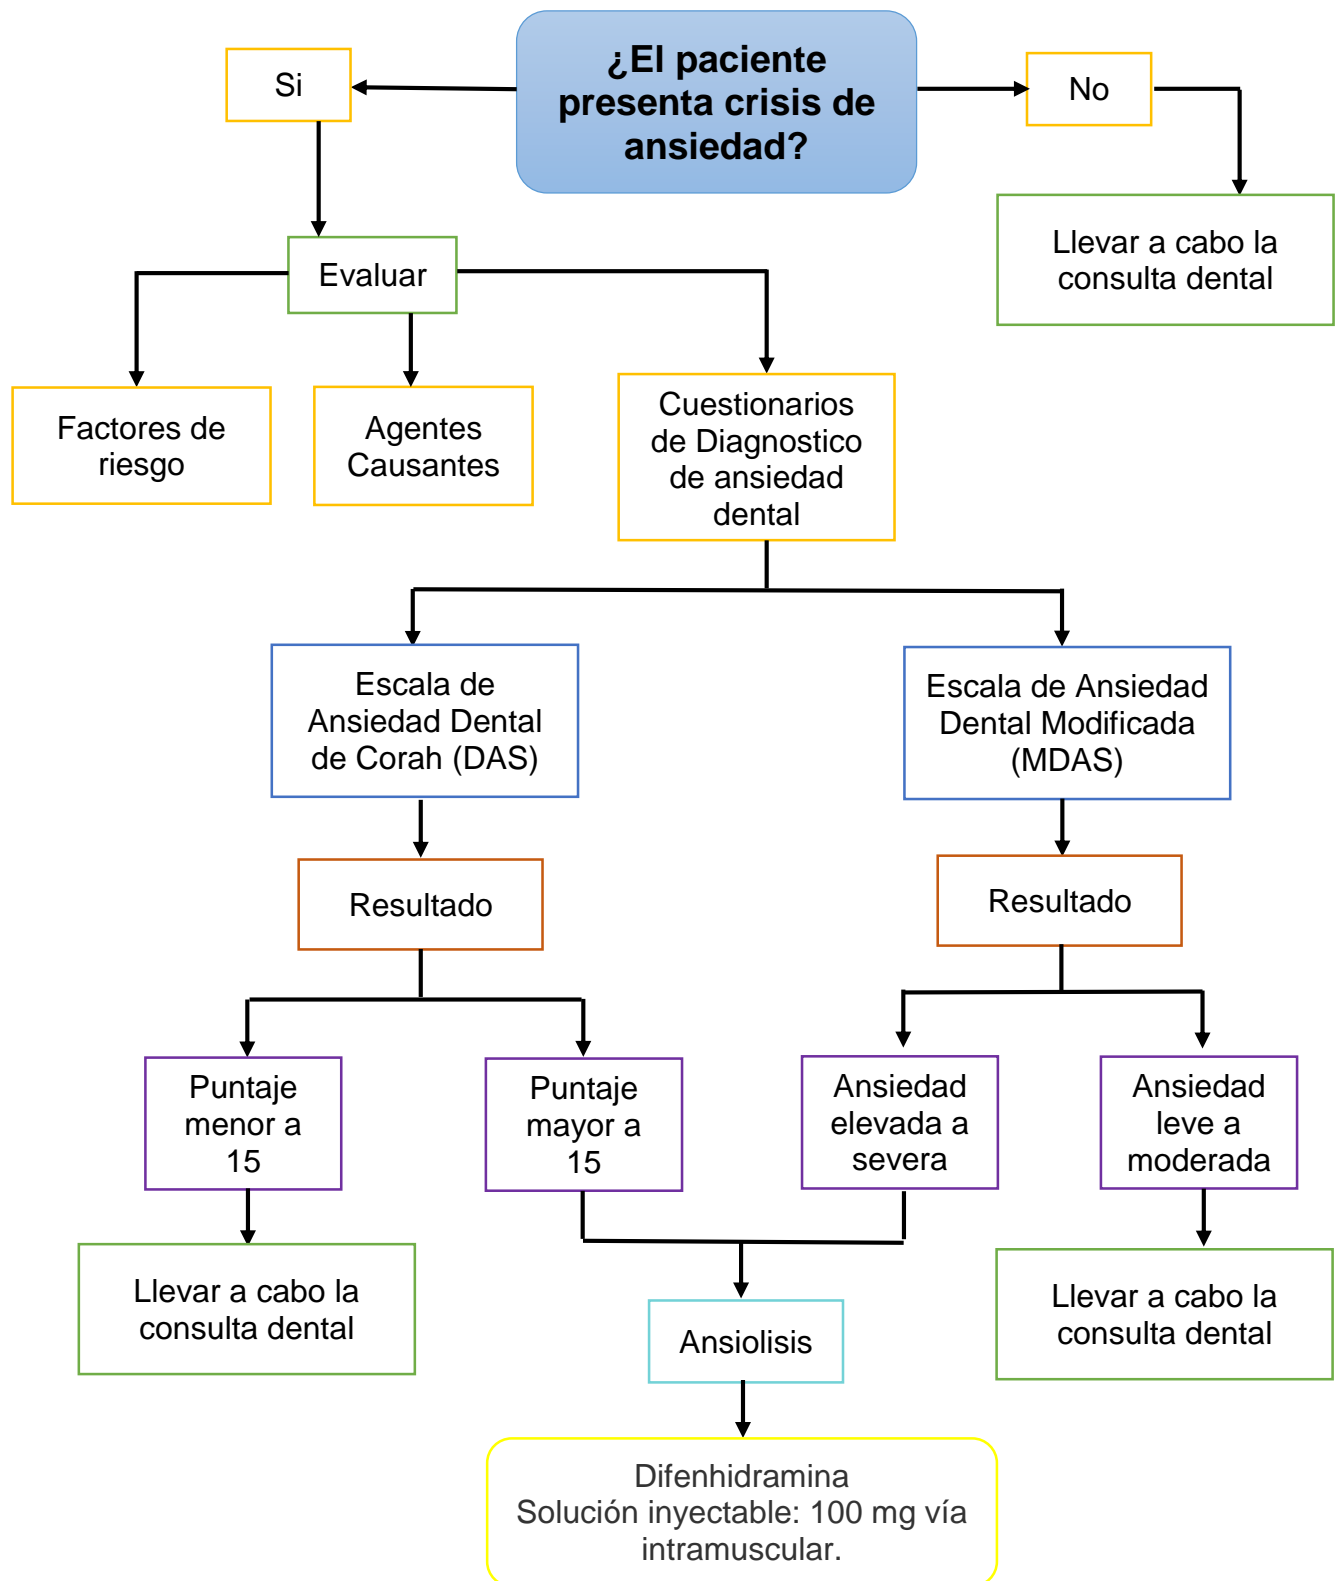 ¿El paciente
presenta crisis de
ansiedad?
Si
No
Llevar a cabo la
consulta dental
Evaluar
Factores de
riesgo
Agentes
Causantes
Cuestionarios
de Diagnostico
de ansiedad
dental
Escala de
Ansiedad Dental
de Corah (DAS)
Escala de Ansiedad
Dental Modificada
(MDAS)
Resultado
Resultado
Puntaje
menor a
15
Puntaje
mayor a
15
Ansiedad
elevada a
severa
Ansiedad
leve a
moderada
Llevar a cabo la
consulta dental
Ansiolisis
Llevar a cabo la
consulta dental
Difenhidramina
Solución inyectable: 100 mg vía
intramuscular.